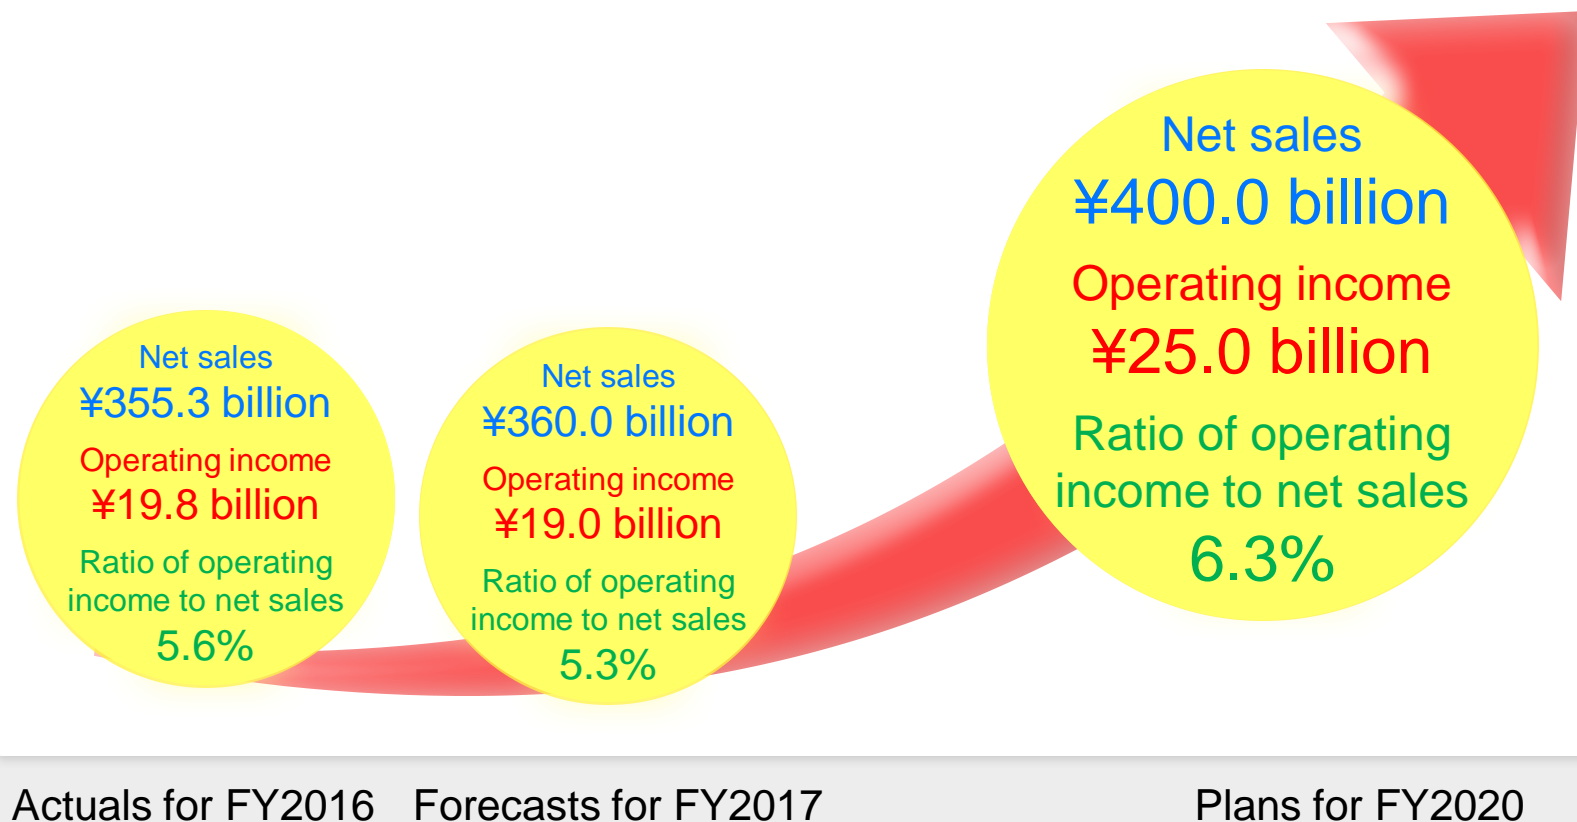 Net sales
¥355.3 billion
Operating income
¥19.8 billion
Ratio of operating
income to net sales
5.6%
Net sales
¥360.0 billion
Operating income
¥19.0 billion
Ratio of operating
income to net sales
5.3%
Net sales
¥400.0 billion
Operating income
¥25.0 billion
Ratio of operating
income to net sales
6.3%
Actuals for FY2016
Forecasts for FY2017
Plans for FY2020